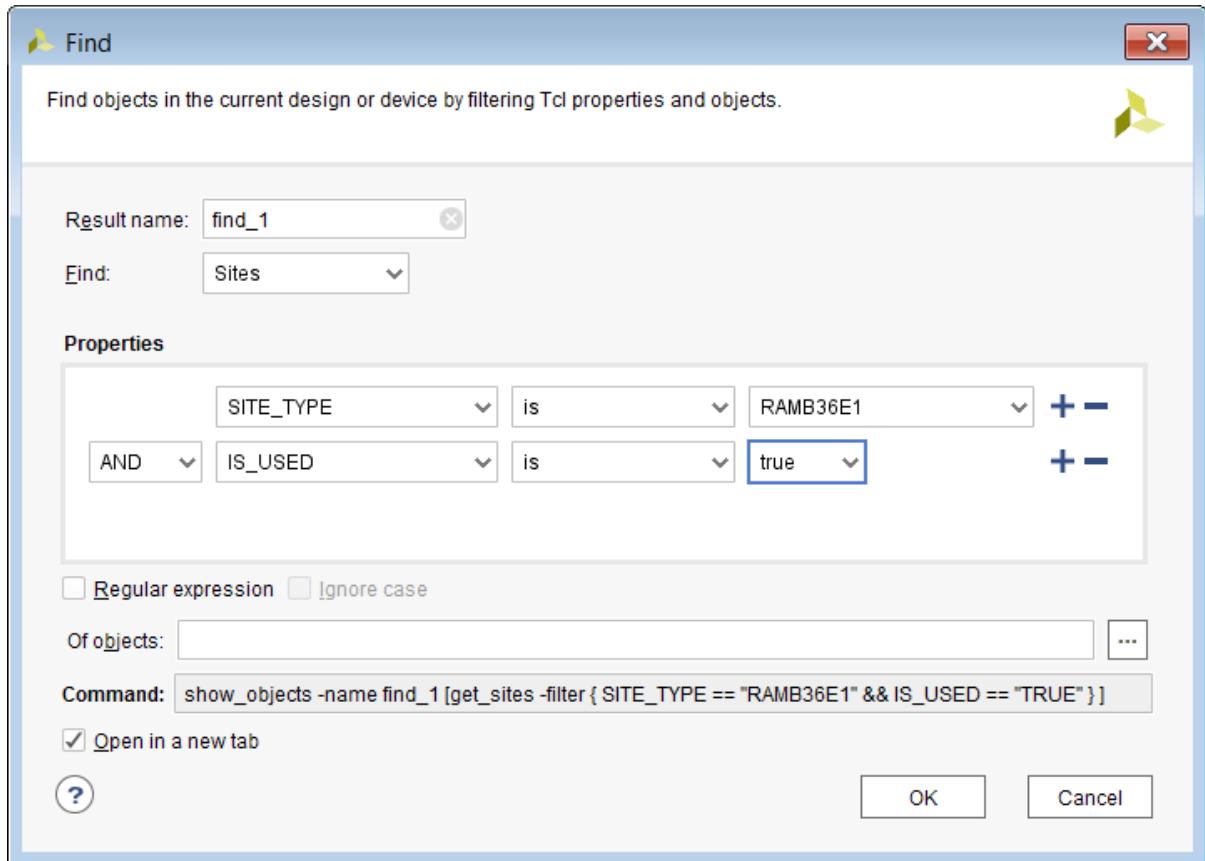 Find
Find objects in the current design or device by filtering Tcl properties and objects.
Result name: find_1
Find: Sites
Properties
SITE_TYPE is RAMB36E1
AND IS_USED is true
Regular expression Ignore case
Of objects: ...
Command: show_objects -name find_1 [get_sites -filter { SITE_TYPE == "RAMB36E1" && IS_USED == "TRUE" } ]
Open in a new tab
? OK Cancel